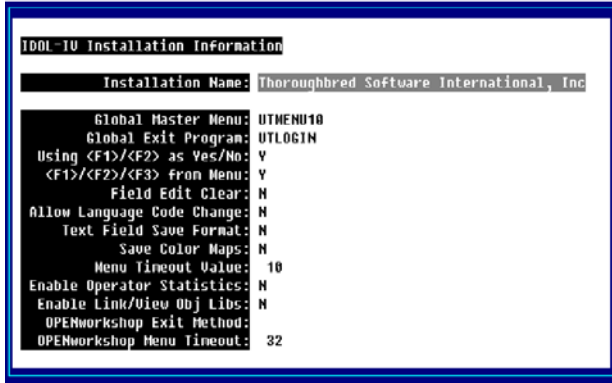 IDOL-IV Installation Information
Installation Name: Thoroughbred Software International, Inc
Global Master Menu: UTMENU10
Global Exit Program: UTLOGIN
Using <F1>/<F2> as Yes/No: Y
<F1>/<F2>/<F3> from Menu: Y
Field Edit Clear: N
Allow Language Code Change: N
Text Field Save Format: N
Save Color Maps: N
Menu Timeout Value: 10
Enable Operator Statistics: N
Enable Link/View Obj Libs: N
OPENworkshop Exit Method:
OPENworkshop Menu Timeout: 32